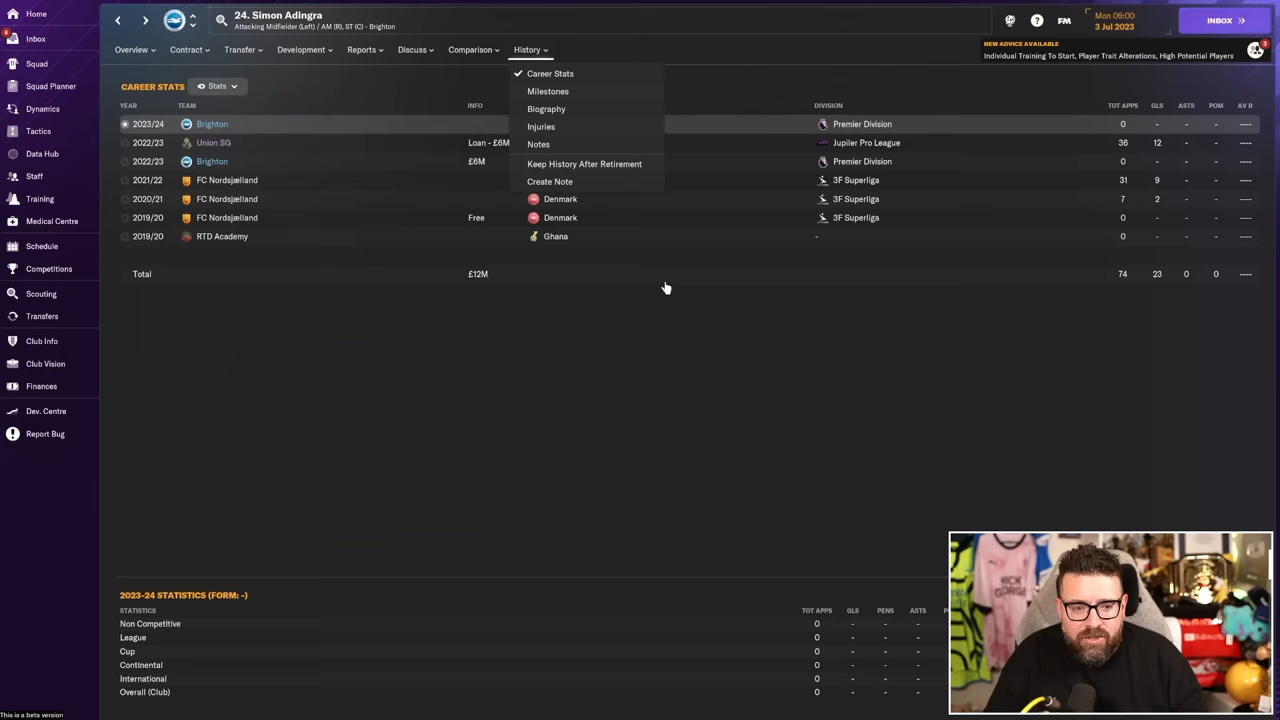 Home
Inbox
8
Squad
Squad Planner
Dynamics
Tactics
Data Hub
Staff
Training
Medical Centre
Schedule
Competitions
Scouting
Transfers
Club Info
Club Vision
Finances
Dev. Centre
Report Bug
This is a beta version
24. Simon Adingra
Attacking Midfielder (Left) / AM (R), ST (C) - Brighton
FM
Mon 09:00
3 Jul 2023
INBOX
Overview
Contract
Transfer
Development
Reports
Discuss
Comparison
History
NEW ADVICE AVAILABLE
Individual Training To Start, Player Trait Alterations, High Potential Players
3
Career Stats
Milestones
Biography
Injuries
Notes
Keep History After Retirement
Create Note
CAREER STATS Stats
YEAR TEAM INFO DIVISION TOT APPS GLS ASTS POM AV R
2023/24 Brighton Premier Division 0 - - - ----
2022/23 Union SG Loan - £6M Jupiler Pro League 36 12 - - ----
2022/23 Brighton £6M Premier Division 0 - - - ----
2021/22 FC Nordsjælland 3F Superliga 31 9 - - ----
2020/21 FC Nordsjælland Denmark 3F Superliga 7 2 - - ----
2019/20 FC Nordsjælland Free Denmark 3F Superliga 0 - - - ----
2019/20 RTD Academy Ghana - 0 - - - ----
Total £12M 74 23 0 0 ----
2023-24 STATISTICS (FORM: -)
STATISTICS TOT APPS GLS PENS ASTS
Non Competitive 0 - - -
League 0 - - -
Cup 0 - - -
Continental 0 - - -
International 0 - - -
Overall (Club) 0 - - -